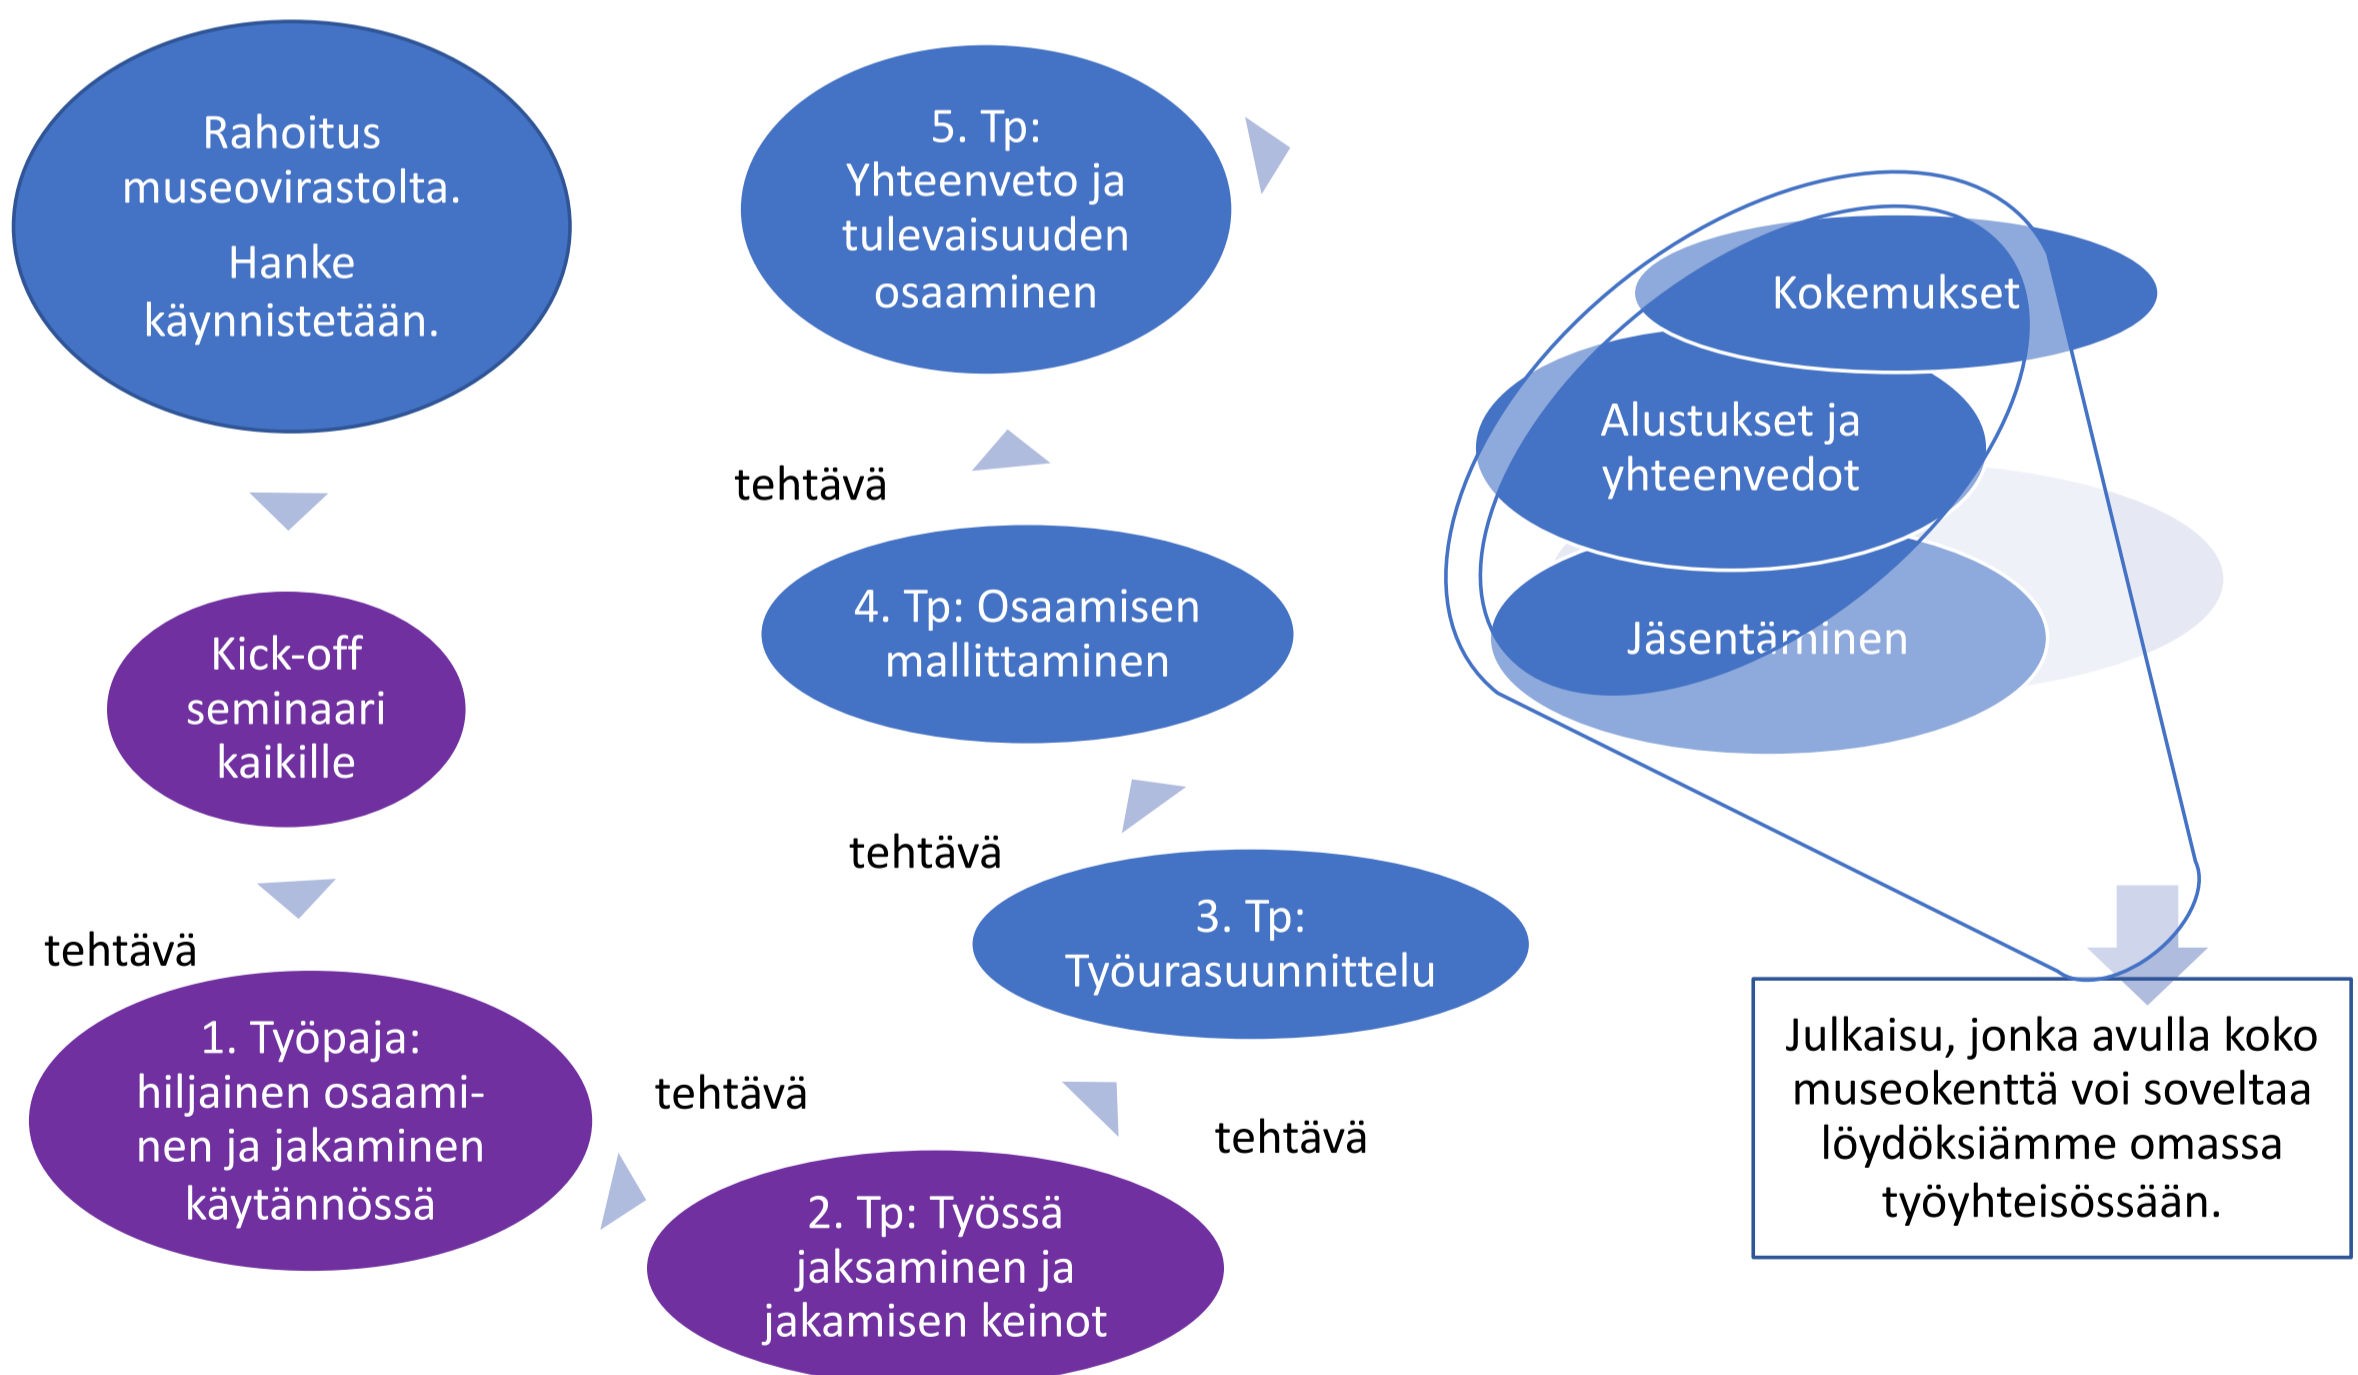 Rahoitus
museovirastolta.
Hanke
käynnistetään.
Kick-off
seminaari
kaikille
tehtävä
1. Työpaja:
hiljainen osaami-
nen ja jakaminen
käytännössä
tehtävä
2. Tp: Työssä
jaksaminen ja
jakamisen keinot
tehtävä
3. Tp:
Työurasuunnittelu
tehtävä
4. Tp: Osaamisen
mallittaminen
tehtävä
5. Tp:
Yhteenveto ja
tulevaisuuden
osaaminen
Kokemukset
Alustukset ja
yhteenvedot
Jäsentäminen
Julkaisu, jonka avulla koko
museokenttä voi soveltaa
löydöksiämme omassa
työyhteisössään.